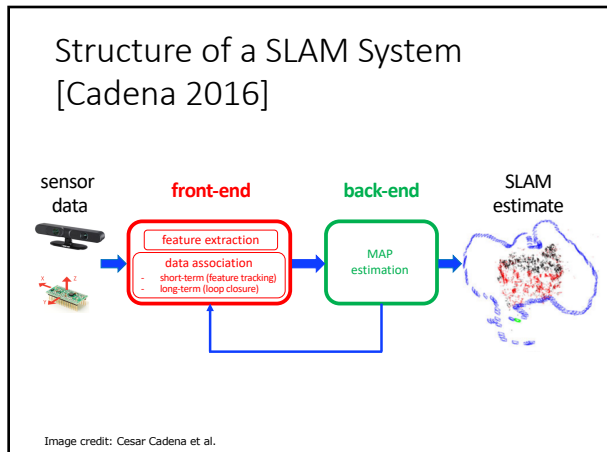 Structure of a SLAM System
[Cadena 2016]
sensor
data
front-end
back-end
SLAM
estimate
feature extraction
data association
- short-term (feature tracking)
- long-term (loop closure)
MAP
estimation
X
Z
Y
Image credit: Cesar Cadena et al.